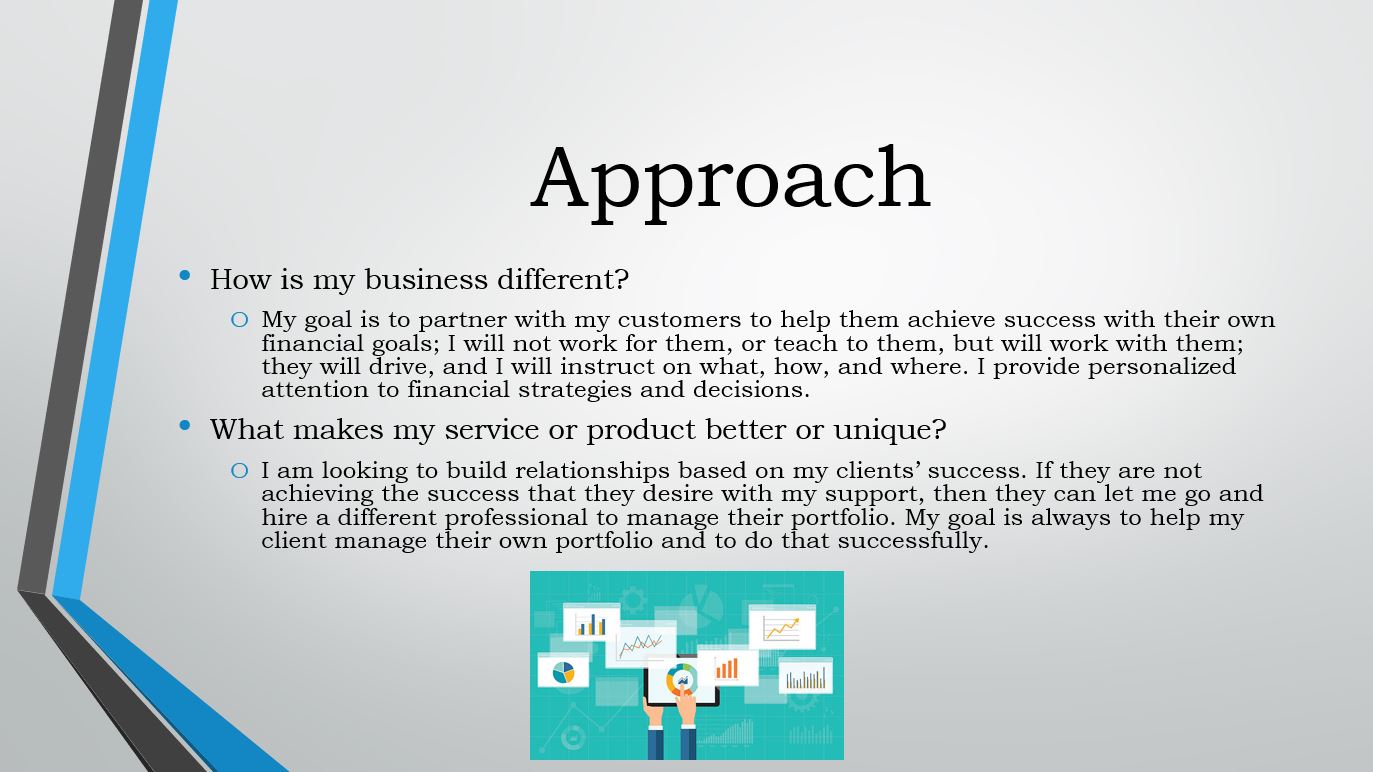 Approach
• How is my business different?
o My goal is to partner with my customers to help them achieve success with their own
financial goals; I will not work for them, or teach to them, but will work with them;
they will drive, and I will instruct on what, how, and where. I provide personalized
attention to financial strategies and decisions.
• What makes my service or product better or unique?
o I am looking to build relationships based on my clients’ success. If they are not
achieving the success that they desire with my support, then they can let me go and
hire a different professional to manage their portfolio. My goal is always to help my
client manage their own portfolio and to do that successfully.